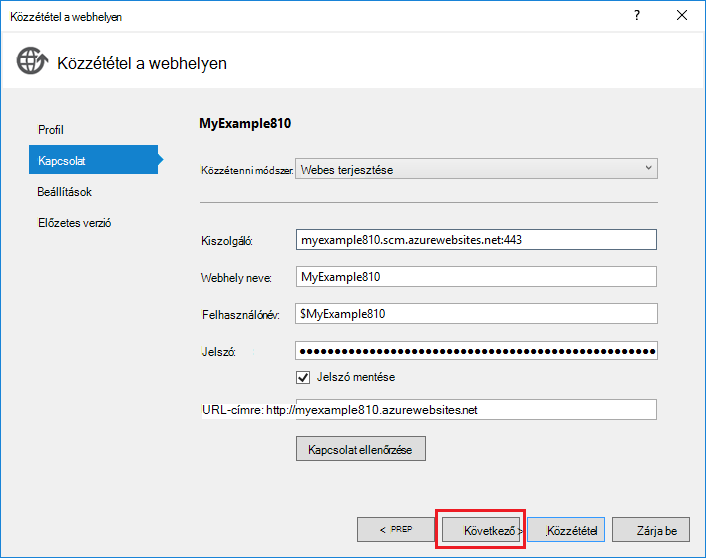 Közzététel a webhelyen
?
Közzététel a webhelyen
Profil
Kapcsolat
Beállítások
Előzetes verzió
MyExample810
Közzétenni módszer. Webes terjesztése
Kiszolgáló: myexample810.scm.azurewebsites.net:443
Webhely neve: MyExample810
Felhasználónév: $MyExample810
Jelszó: ●●●●●●●●●●●●●●●●●●●●●●●●●●●●●●●●●●●●●●●●●●●●●●●●●●●
Jelszó mentése
URL-címre: http://myexample810.azurewebsites.net
Kapcsolat ellenőrzése
< PREP Következő > Közzététel Zárja be